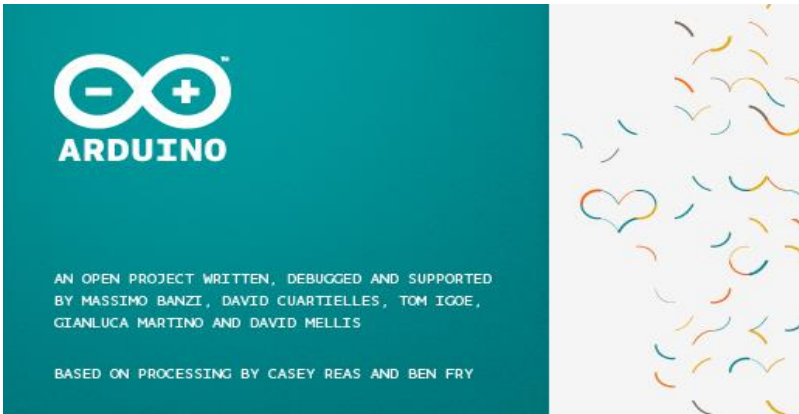 ARDUINO™
AN OPEN PROJECT WRITTEN, DEBUGGED AND SUPPORTED
BY MASSIMO BANZI, DAVID CUARTIELLES, TOM IGOE,
GIANLUCA MARTINO AND DAVID MELLIS
BASED ON PROCESSING BY CASEY REAS AND BEN FRY